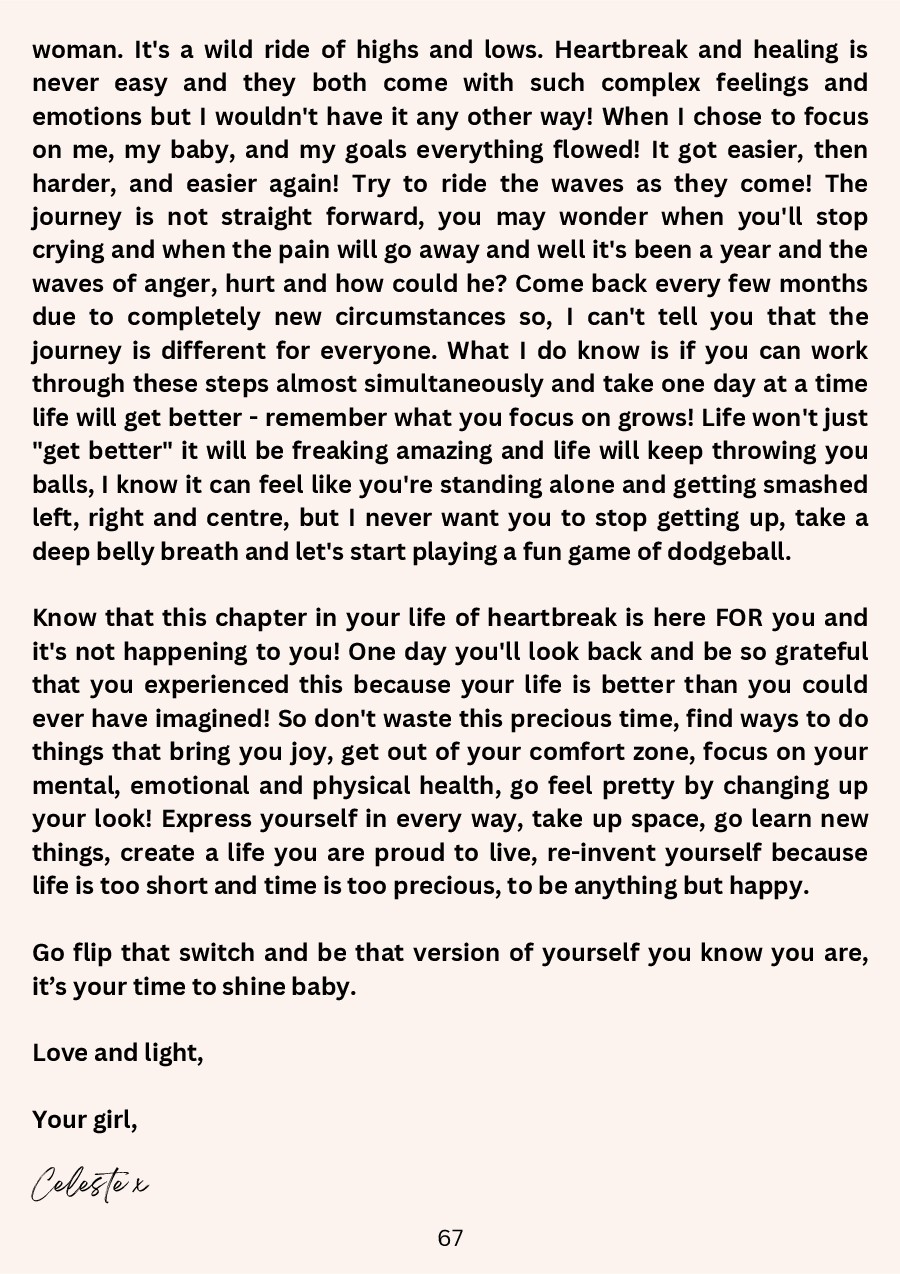 woman. It's a wild ride of highs and lows. Heartbreak and healing is
never easy and they both come with such complex feelings and
emotions but I wouldn't have it any other way! When I chose to focus
on me, my baby, and my goals everything flowed! It got easier, then
harder, and easier again! Try to ride the waves as they come! The
journey is not straight forward, you may wonder when you'll stop
crying and when the pain will go away and well it's been a year and the
waves of anger, hurt and how could he? Come back every few months
due to completely new circumstances so, I can't tell you that the
journey is different for everyone. What I do know is if you can work
through these steps almost simultaneously and take one day at a time
life will get better - remember what you focus on grows! Life won't just
"get better" it will be freaking amazing and life will keep throwing you
balls, I know it can feel like you're standing alone and getting smashed
left, right and centre, but I never want you to stop getting up, take a
deep belly breath and let's start playing a fun game of dodgeball.

Know that this chapter in your life of heartbreak is here FOR you and
it's not happening to you! One day you'll look back and be so grateful
that you experienced this because your life is better than you could
ever have imagined! So don't waste this precious time, find ways to do
things that bring you joy, get out of your comfort zone, focus on your
mental, emotional and physical health, go feel pretty by changing up
your look! Express yourself in every way, take up space, go learn new
things, create a life you are proud to live, re-invent yourself because
life is too short and time is too precious, to be anything but happy.

Go flip that switch and be that version of yourself you know you are,
it’s your time to shine baby.

Love and light,

Your girl,

Celeste x

67